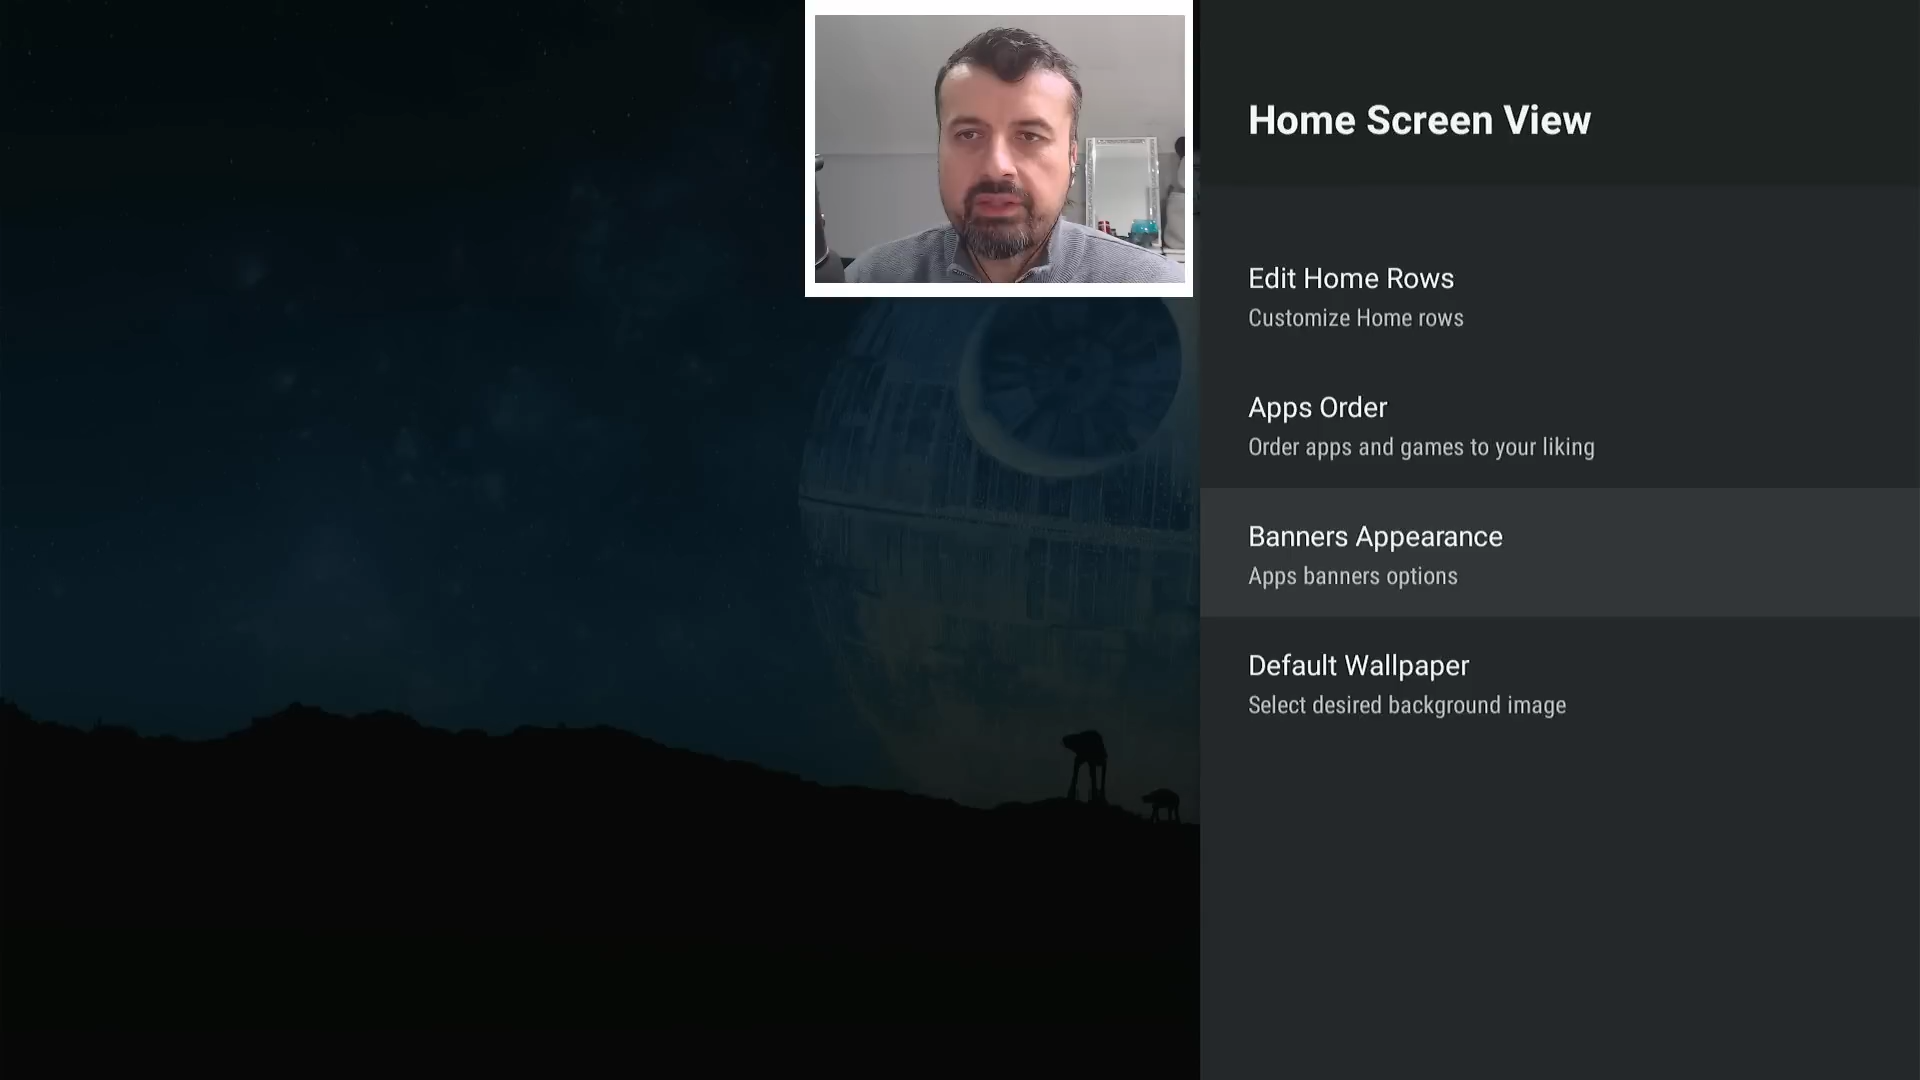 Home Screen View
Edit Home Rows
Customize Home rows
Apps Order
Order apps and games to your liking
Banners Appearance
Apps banners options
Default Wallpaper
Select desired background image